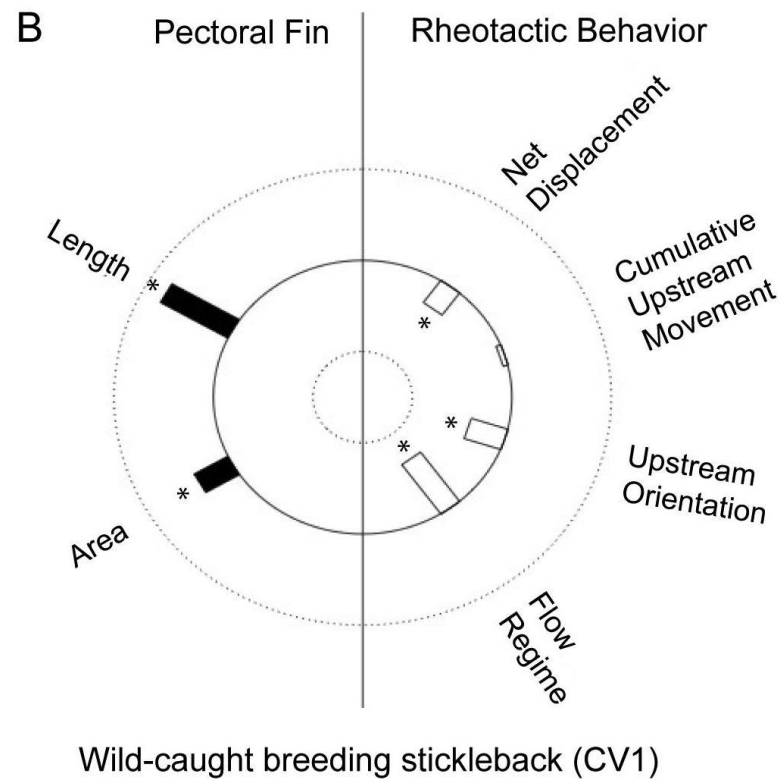 B
Pectoral Fin
Rheotactic Behavior
Net
Displacement
Length
*
Cumulative
Upstream
Movement
*
*
*
*
Upstream
Orientation
Area
Flow
Regime
Wild-caught breeding stickleback (CV1)